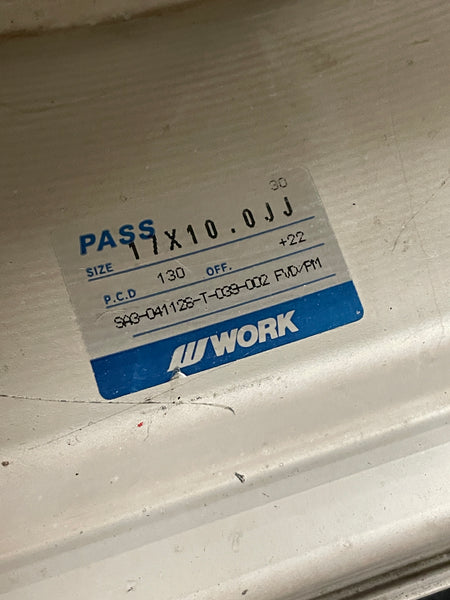 30
PASS
SIZE 17X10.0JJ
P.C.D 130 OFF. +22
SA3-041128-T-039-002 FWD/PM
WORK